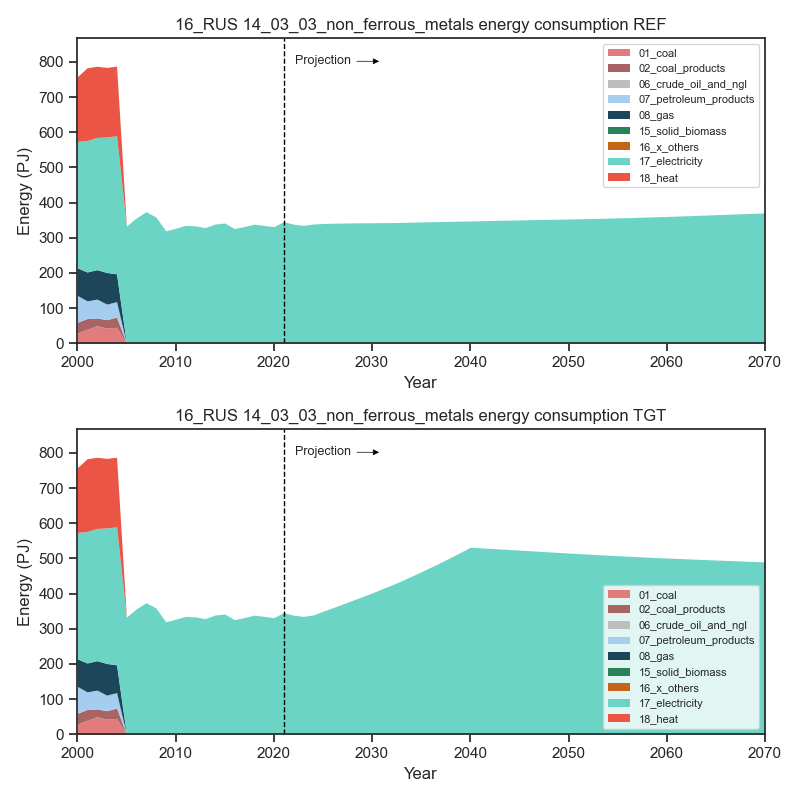 16_RUS 14_03_03_non_ferrous_metals energy consumption REF
Energy (PJ)
800
700
600
500
400
300
200
100
0
Projection
01_coal
02_coal_products
06_crude_oil_and_ngl
07_petroleum_products
08_gas
15_solid_biomass
16_x_others
17_electricity
18_heat
2000 2010 2020 2030 2040 2050 2060 2070
Year
16_RUS 14_03_03_non_ferrous_metals energy consumption TGT
Energy (PJ)
800
700
600
500
400
300
200
100
0
Projection
01_coal
02_coal_products
06_crude_oil_and_ngl
07_petroleum_products
08_gas
15_solid_biomass
16_x_others
17_electricity
18_heat
2000 2010 2020 2030 2040 2050 2060 2070
Year